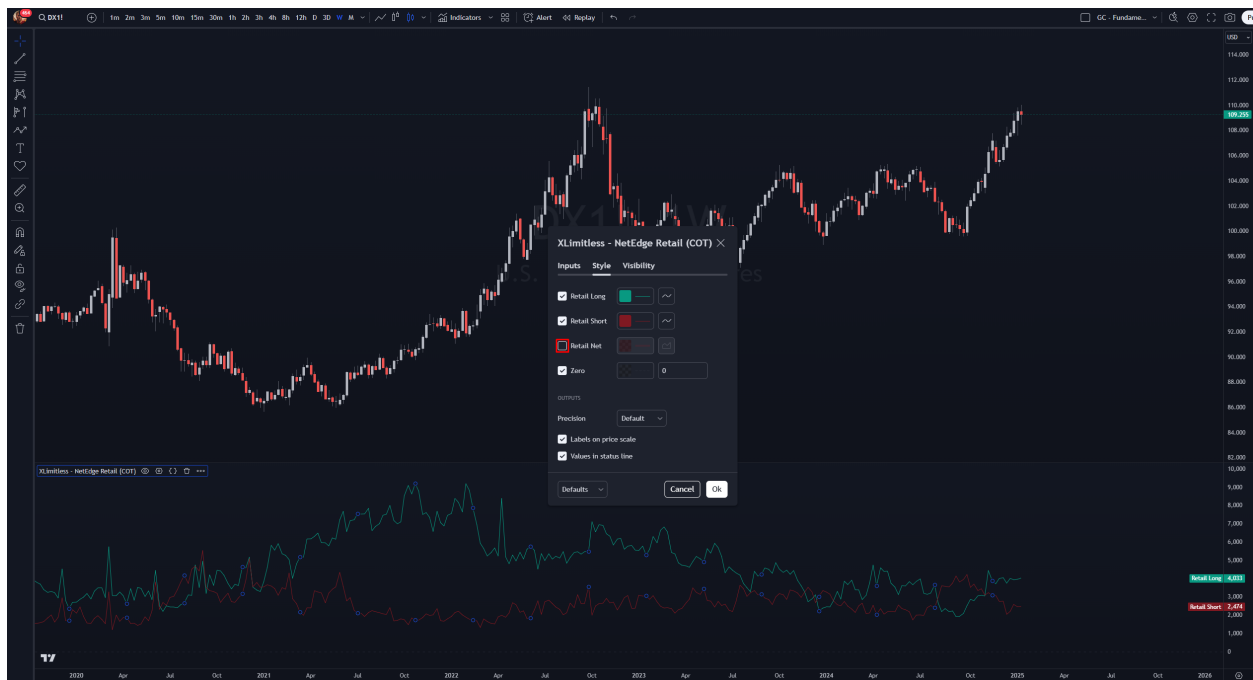 DX1! 1m 2m 3m 5m 10m 15m 30m 1h 2h 3h 4h 8h 12h D 3D W M Indicators Alert Replay GC - Fundame...
USD
114.000
112.000
110.000
109.255
108.000
106.000
104.000
102.000
100.000
98.000
96.000
94.000
92.000
90.000
88.000
86.000
84.000
82.000
XLimitless - NetEdge Retail (COT)
Inputs Style Visibility
Retail Long
Retail Short
Retail Net
Zero 0
OUTPUTS
Precision Default
Labels on price scale
Values in status line
Defaults Cancel Ok
XLimitless - NetEdge Retail (COT)
10,000
9,000
8,000
7,000
6,000
5,000
Retail Long 4,033
3,000
Retail Short 2,474
2,000
1,000
0
2020 Apr Jul Oct 2021 Apr Jul Oct 2022 Apr Jul Oct 2023 Apr Jul Oct 2024 Apr Jul Oct 2025 Apr Jul Oct 2026